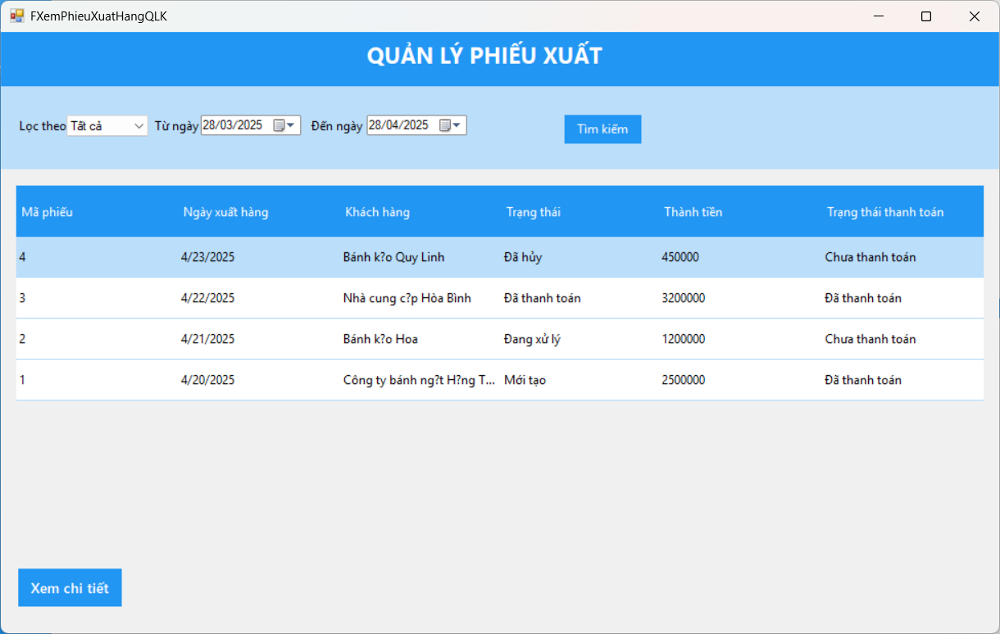 FXemPhieuXuatHangQLK
QUẢN LÝ PHIẾU XUẤT
Lọc theo Tất cả Từ ngày 28/03/2025 Đến ngày 28/04/2025 Tìm kiếm
Mã phiếu Ngày xuất hàng Khách hàng Trạng thái Thành tiền Trạng thái thanh toán
4 4/23/2025 Bánh k?o Quy Linh Đã hủy 450000 Chưa thanh toán
3 4/22/2025 Nhà cung c?p Hòa Bình Đã thanh toán 3200000 Đã thanh toán
2 4/21/2025 Bánh k?o Hoa Đang xử lý 1200000 Chưa thanh toán
1 4/20/2025 Công ty bánh ng?t H?ng T... Mới tạo 2500000 Đã thanh toán
Xem chi tiết